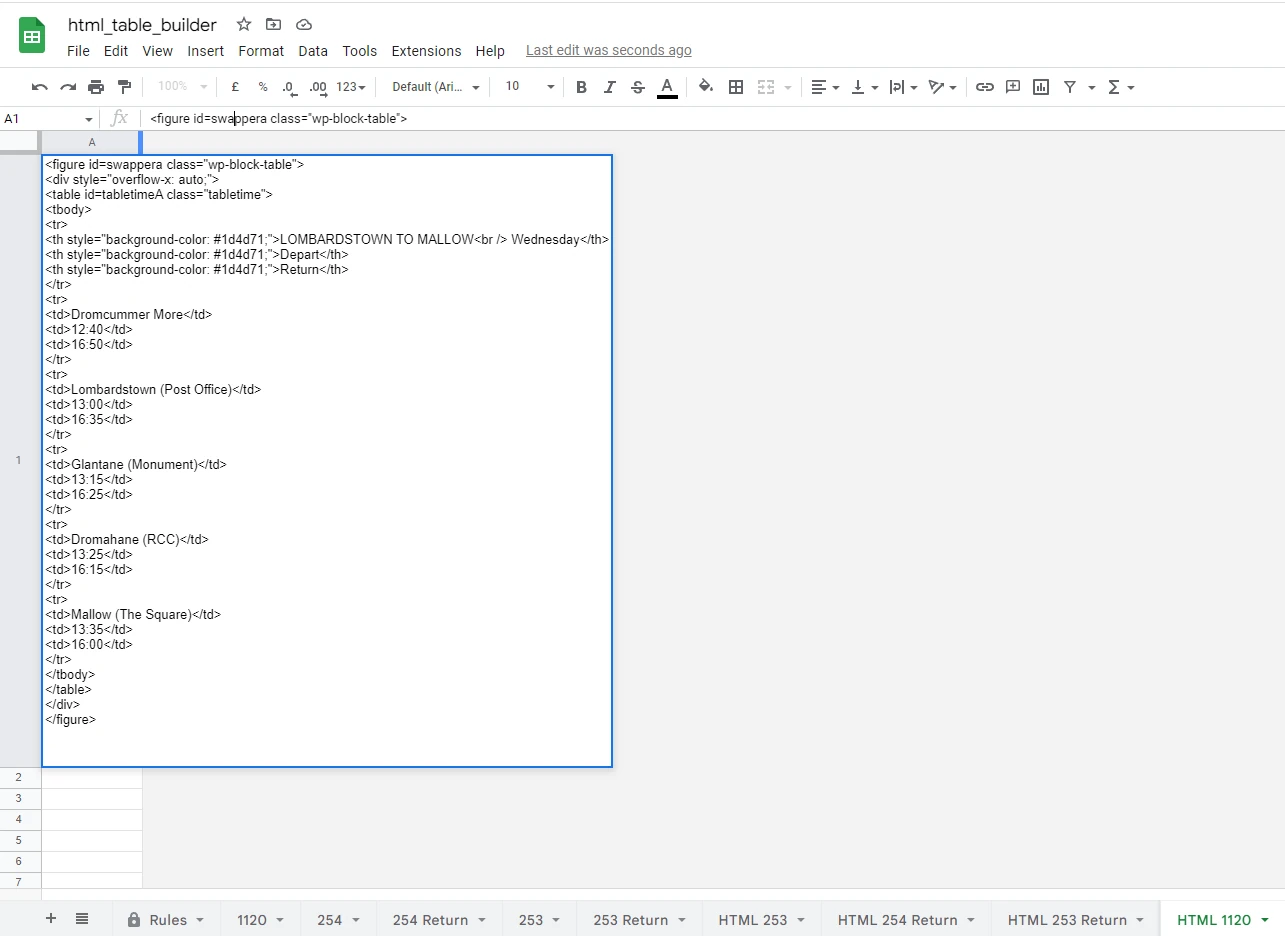 html_table_builder
File Edit View Insert Format Data Tools Extensions Help Last edit was seconds ago
100% £ % .0 .00 123 Default (Ari... 10 B I S A Σ
A1 fx <figure id=swappera class="wp-block-table">
A
<figure id=swappera class="wp-block-table">
<div style="overflow-x: auto;">
<table id=tabletimeA class="tabletime">
<tbody>
<tr>
<th style="background-color: #1d4d71;">LOMBARDSTOWN TO MALLOW<br /> Wednesday</th>
<th style="background-color: #1d4d71;">Depart</th>
<th style="background-color: #1d4d71;">Return</th>
</tr>
<tr>
<td>Dromcummer More</td>
<td>12:40</td>
<td>16:50</td>
</tr>
<tr>
<td>Lombardstown (Post Office)</td>
<td>13:00</td>
<td>16:35</td>
</tr>
<tr>
1 <td>Glantane (Monument)</td>
<td>13:15</td>
<td>16:25</td>
</tr>
<tr>
<td>Dromahane (RCC)</td>
<td>13:25</td>
<td>16:15</td>
</tr>
<tr>
<td>Mallow (The Square)</td>
<td>13:35</td>
<td>16:00</td>
</tr>
</tbody>
</table>
</div>
</figure>
2
3
4
5
6
7
+ Rules 1120 254 254 Return 253 253 Return HTML 253 HTML 254 Return HTML 253 Return HTML 1120